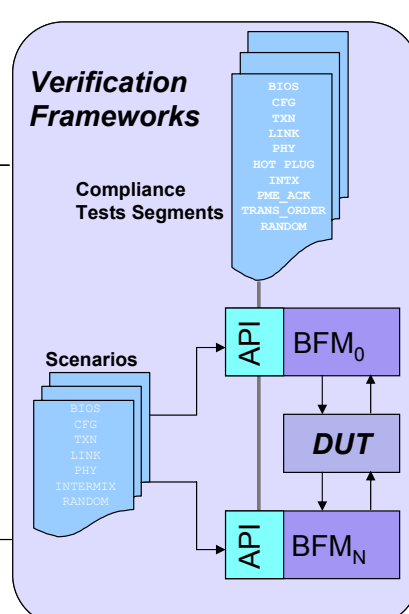 Verification
Frameworks
BIOS
CFG
TXN
LINK
PHY
HOT PLUG
INTX
PME_ACK
TRANS_ORDER
RANDOM
Compliance
Tests Segments
API
BFM0
Scenarios
BIOS
CFG
TXN
LINK
PHY
INTERMIX
RANDOM
DUT
API
BFMN